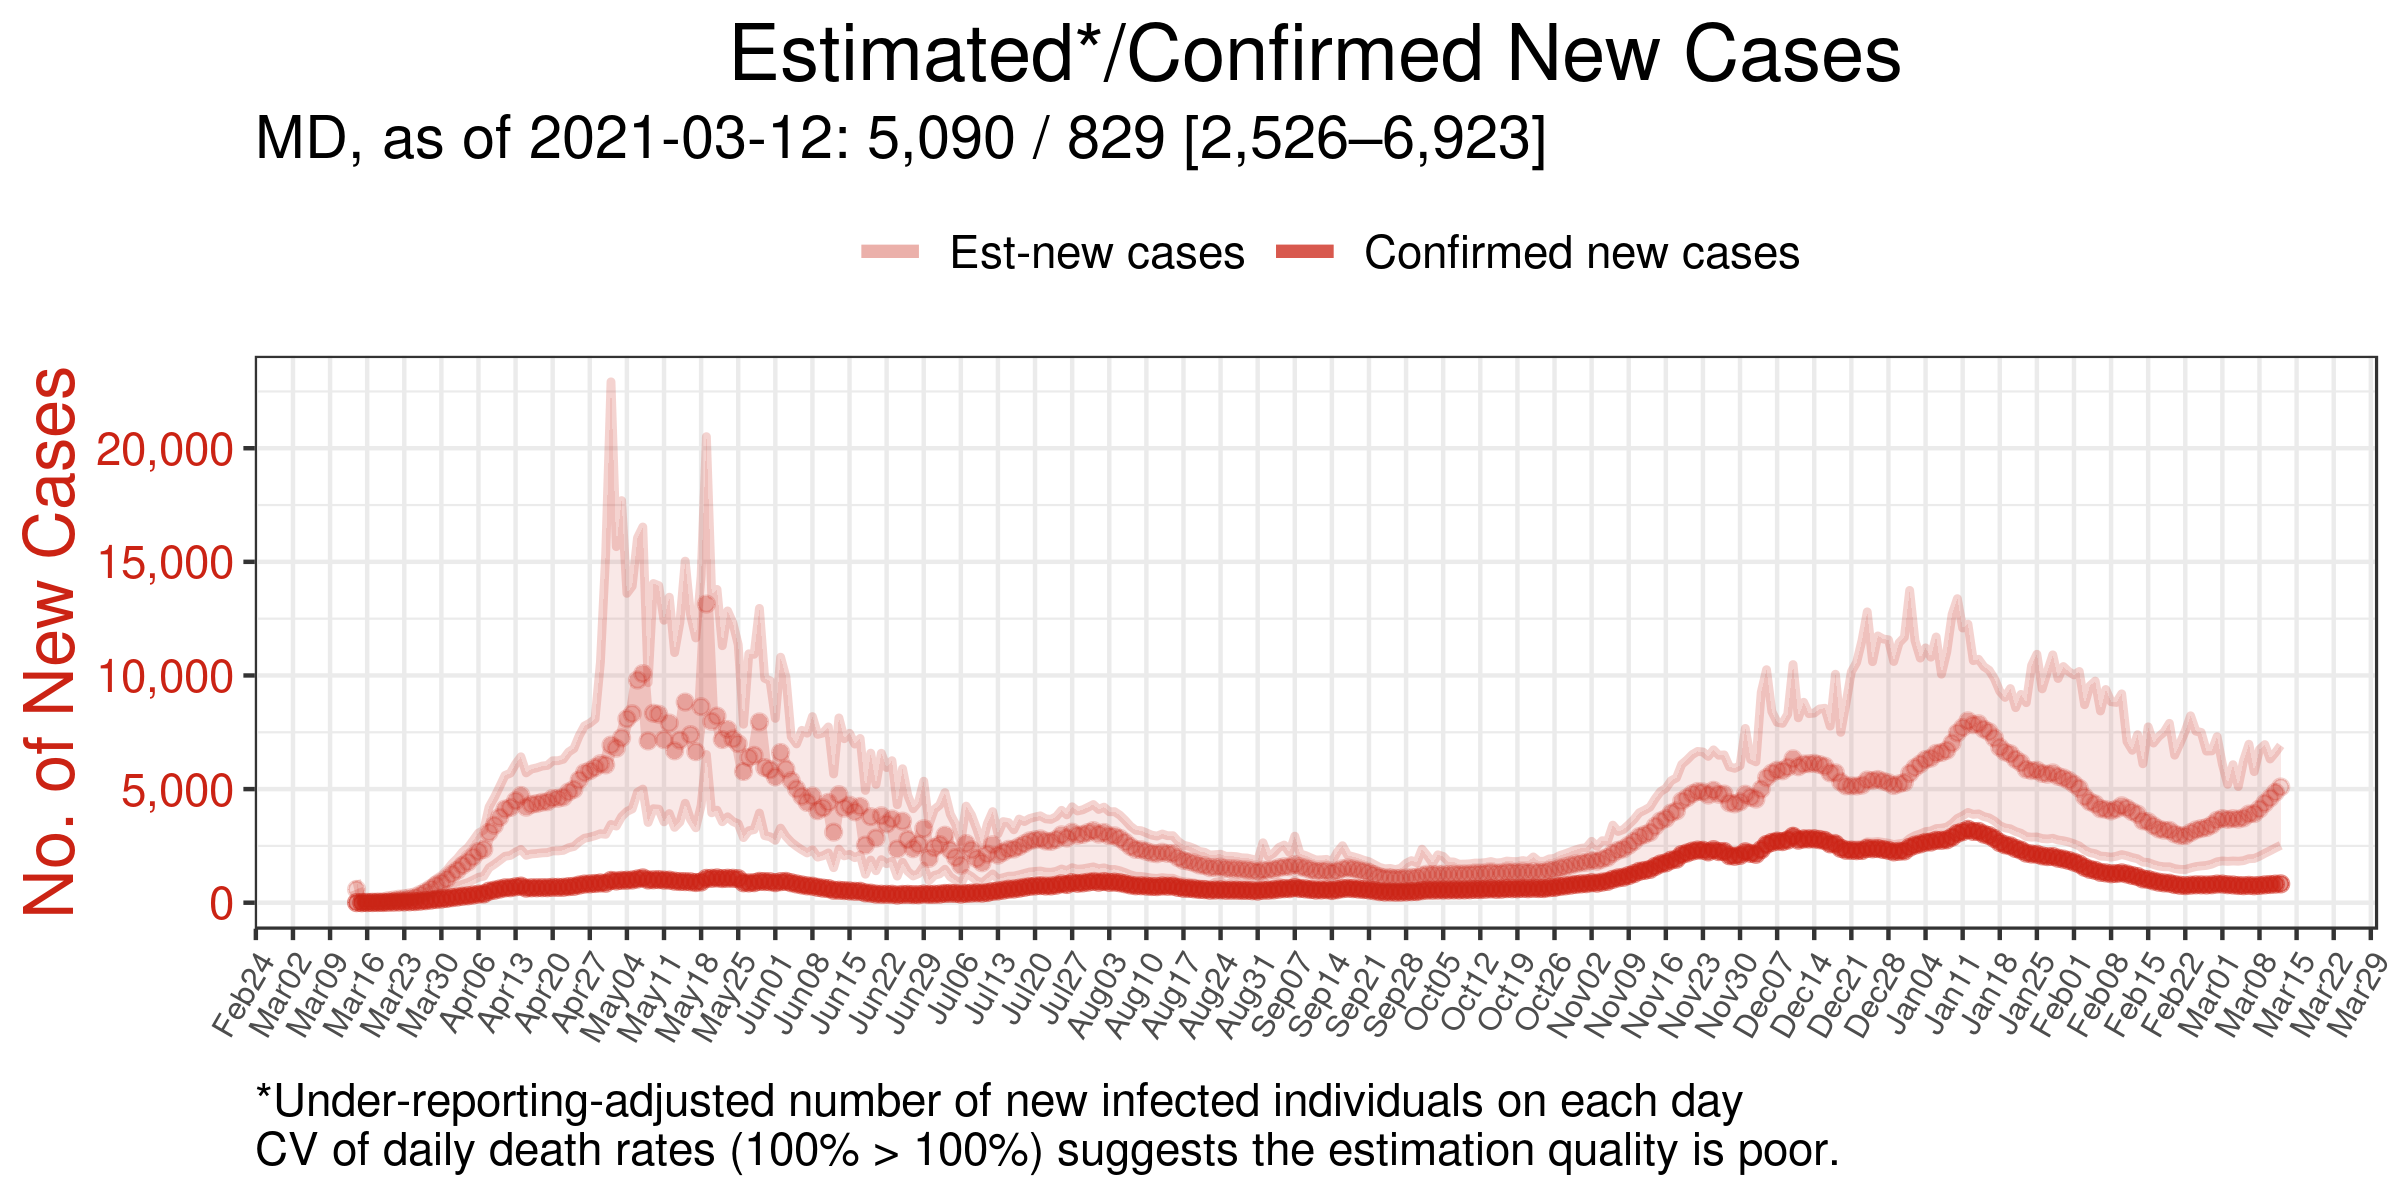 Estimated*/Confirmed New Cases
MD, as of 2021-03-12: 5,090 / 829 [2,526–6,923]
Est-new cases Confirmed new cases
No. of New Cases
20,000
15,000
10,000
5,000
0
Feb24 Mar02 Mar09 Mar16 Mar23 Mar30 Apr06 Apr13 Apr20 Apr27 May04 May11 May18 May25 Jun01 Jun08 Jun15 Jun22 Jun29 Jul06 Jul13 Jul20 Jul27 Aug03 Aug10 Aug17 Aug24 Aug31 Sep07 Sep14 Sep21 Sep28 Oct05 Oct12 Oct19 Oct26 Nov02 Nov09 Nov16 Nov23 Nov30 Dec07 Dec14 Dec21 Dec28 Jan04 Jan11 Jan18 Jan25 Feb01 Feb08 Feb15 Feb22 Mar01 Mar08 Mar15 Mar22 Mar29
*Under-reporting-adjusted number of new infected individuals on each day
CV of daily death rates (100% > 100%) suggests the estimation quality is poor.